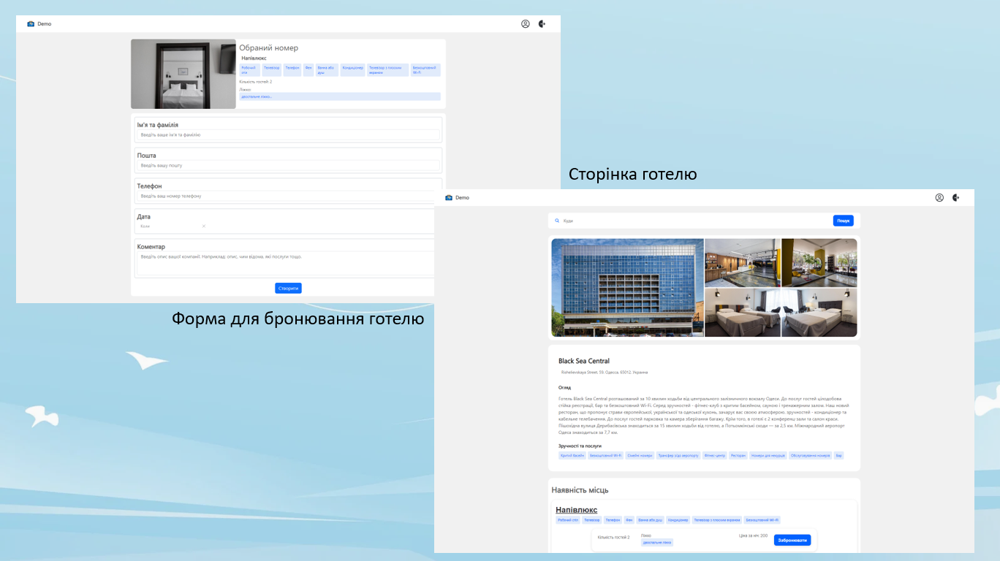 Demo
Обраний номер
Напівлюкс
Робочий стіл
Телевізор
Телефон
Фен
Ванна або душ
Кондиціонер
Телевізор з плоским екраном
Безкоштовний Wi-Fi
Кількість гостей: 2
Ліжко:
двоспальне ліжко...
Ім'я та фамілія
Введіть ваше ім'я та фамілію
Пошта
Введіть вашу пошту
Телефон
Введіть ваш номер телефону
Дата
Коли
Коментар
Введіть опис вашої компанії. Наприклад: опис, чим відома, які послуги тощо.
Створити
Форма для бронювання готелю
Сторінка готелю
Demo
Куди
Пошук
Black Sea Central
Rishelievskaya Street, 59, Одесса, 65012, Украина
Огляд
Готель Black Sea Central розташований за 10 хвилин ходьби від центрального залізничного вокзалу Одеси. До послуг гостей цілодобова
стійка реєстрації, бар та безкоштовний Wi-Fi. Серед зручностей - фітнес-клуб з критим басейном, сауною і тренажерним залом. Наш новий
ресторан, що пропонує страви європейської, української та одеської кухонь, зачарує вас своєю атмосферою. зручностей - кондиціонер та
кабельне телебачення. До послуг гостей парковка та камера зберігання багажу. Крім того, в готелі є 2 конференц-зали та салон краси.
Пішохідна вулиця Дерибасівська знаходиться за 15 хвилин ходьби від готелю, а Потьомкінські сходи — за 2,5 км. Міжнародний аеропорт
Одеса знаходиться за 7,7 км.
Зручності та послуги
Критий басейн
Безкоштовний Wi-Fi
Сімейні номери
Трансфер з/до аеропорту
Фітнес-центр
Ресторан
Номери для некурців
Обслуговування номерів
Бар
Наявність місць
Напівлюкс
Робочий стіл
Телевізор
Телефон
Фен
Ванна або душ
Кондиціонер
Телевізор з плоским екраном
Безкоштовний Wi-Fi
Кількість гостей 2
Ліжко
двоспальне ліжко
Ціна за ніч: 200
Забронювати